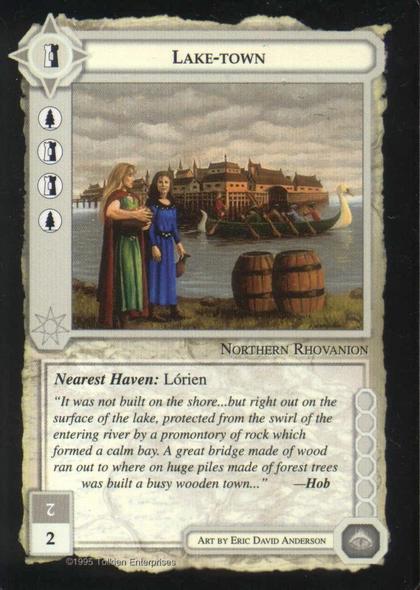 LAKE-TOWN
NORTHERN RHOVANION
Nearest Haven: Lórien
“It was not built on the shore...but right out on the
surface of the lake, protected from the swirl of the
entering river by a promontory of rock which
formed a calm bay. A great bridge made of wood
ran out to where on huge piles made of forest trees
was built a busy wooden town...” —Hob
2
2
ART BY ERIC DAVID ANDERSON
©1995 Tolkien Enterprises